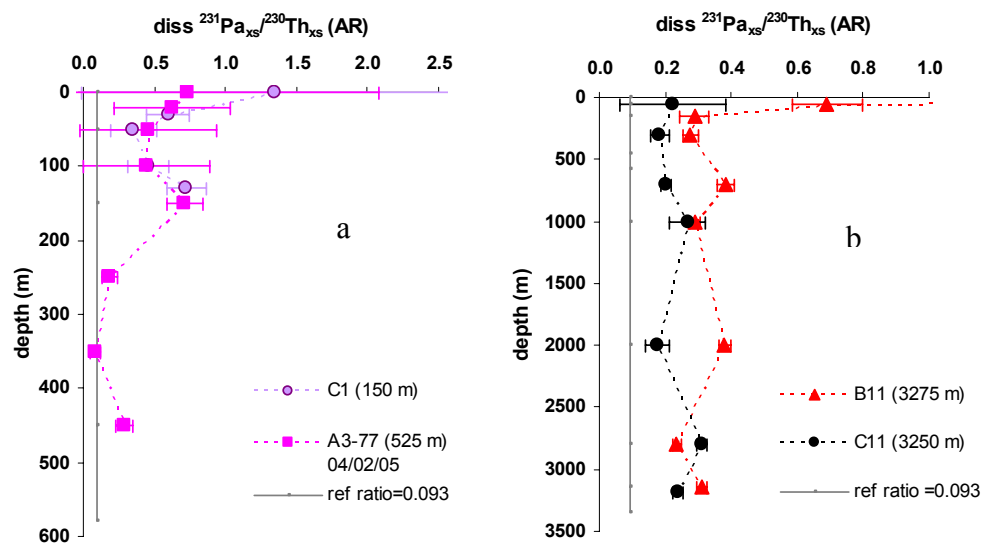 diss ²³¹Paₓₛ/²³⁰Thₓₛ (AR)
0.0 0.5 1.0 1.5 2.0 2.5
0
100
200
300
400
500
600
depth (m)
a
C1 (150 m)
A3-77 (525 m)
04/02/05
ref ratio=0.093
diss ²³¹Paₓₛ/²³⁰Thₓₛ (AR)
0.0 0.2 0.4 0.6 0.8 1.0
0
500
1000
1500
2000
2500
3000
3500
depth (m)
b
B11 (3275 m)
C11 (3250 m)
ref ratio =0.093